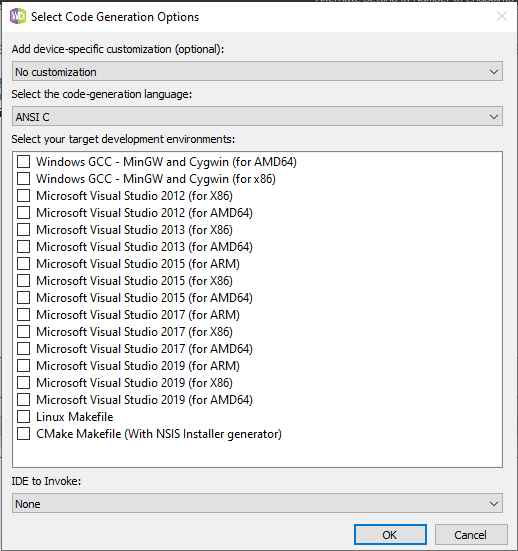 WD Select Code Generation Options
Add device-specific customization (optional):
No customization
Select the code-generation language:
ANSI C
Select your target development environments:
Windows GCC - MinGW and Cygwin (for AMD64)
Windows GCC - MinGW and Cygwin (for x86)
Microsoft Visual Studio 2012 (for X86)
Microsoft Visual Studio 2012 (for AMD64)
Microsoft Visual Studio 2013 (for X86)
Microsoft Visual Studio 2013 (for AMD64)
Microsoft Visual Studio 2015 (for ARM)
Microsoft Visual Studio 2015 (for X86)
Microsoft Visual Studio 2015 (for AMD64)
Microsoft Visual Studio 2017 (for ARM)
Microsoft Visual Studio 2017 (for X86)
Microsoft Visual Studio 2017 (for AMD64)
Microsoft Visual Studio 2019 (for ARM)
Microsoft Visual Studio 2019 (for X86)
Microsoft Visual Studio 2019 (for AMD64)
Linux Makefile
CMake Makefile (With NSIS Installer generator)
IDE to Invoke:
None
OK Cancel